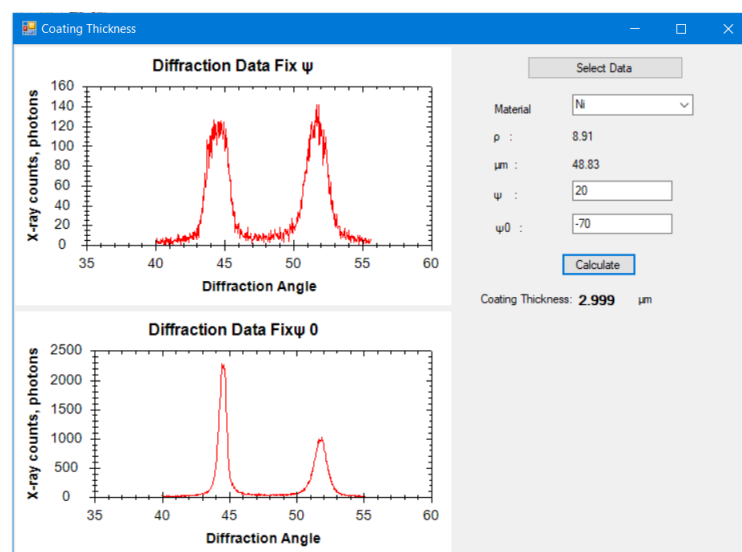 Coating Thickness
Diffraction Data Fix ψ
X-ray counts, photons
160
140
120
100
80
60
40
20
0
35 40 45 50 55 60
Diffraction Angle
Diffraction Data Fixψ 0
X-ray counts, photons
2500
2000
1500
1000
500
0
35 40 45 50 55 60
Diffraction Angle
Select Data
Material Ni
ρ : 8.91
μm : 48.83
ψ : 20
ψ0 : -70
Calculate
Coating Thickness: 2.999 μm